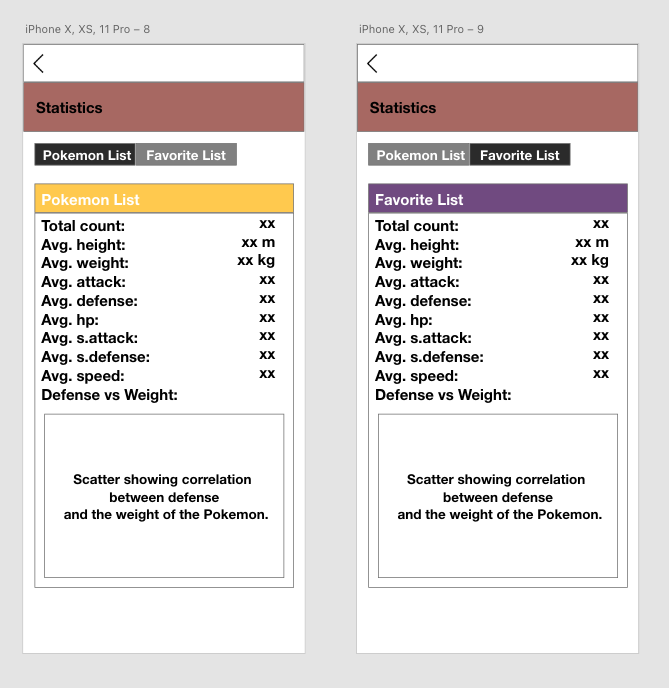 iPhone X, XS, 11 Pro – 8
Statistics
Pokemon List Favorite List
Pokemon List
Total count: xx
Avg. height: xx m
Avg. weight: xx kg
Avg. attack: xx
Avg. defense: xx
Avg. hp: xx
Avg. s.attack: xx
Avg. s.defense: xx
Avg. speed: xx
Defense vs Weight:
Scatter showing correlation
between defense
and the weight of the Pokemon.
iPhone X, XS, 11 Pro – 9
Statistics
Pokemon List Favorite List
Favorite List
Total count: xx
Avg. height: xx m
Avg. weight: xx kg
Avg. attack: xx
Avg. defense: xx
Avg. hp: xx
Avg. s.attack: xx
Avg. s.defense: xx
Avg. speed: xx
Defense vs Weight:
Scatter showing correlation
between defense
and the weight of the Pokemon.